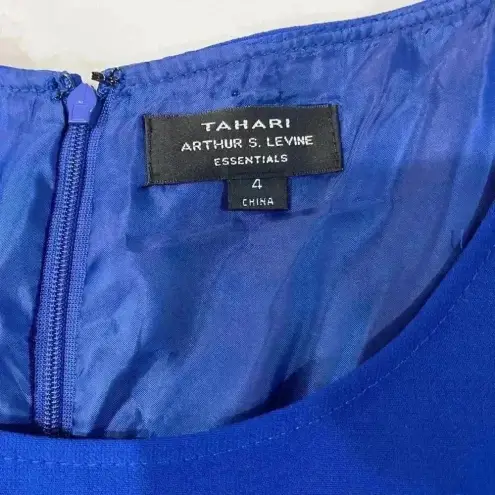 TAHARI
ARTHUR S. LEVINE
ESSENTIALS
4
CHINA